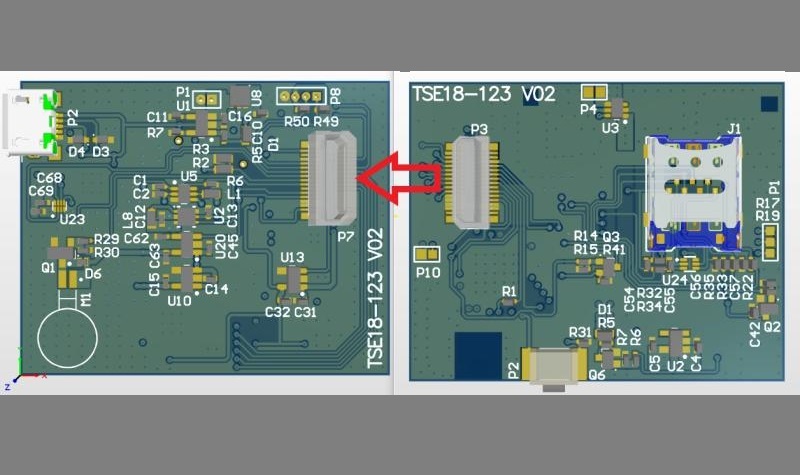 P1
U1
U8
P8
C11
R7
C16
R50 R49
P2
D4 D3
R3
R2
R5
C10
D1
C68
C69
U23
U5
C1
C2
R6
L1
L8
C12
U2
C13
C62
C63
U20
C45
P7
R29
R30
Q1
D6
C15
C14
U10
U13
C32 C31
M1
TSE18-123 V02
TSE18-123 V02
P4
U3
P3
J1
P1
R17
R19
P10
R14 Q3
R15 R41
U24
C54
R32
R34
C55
C56
R35
R33
C57
R22
R1
D1
R5
R31
R7
R6
C5
U2
C4
C42
Q2
P2
Q6
Z
X